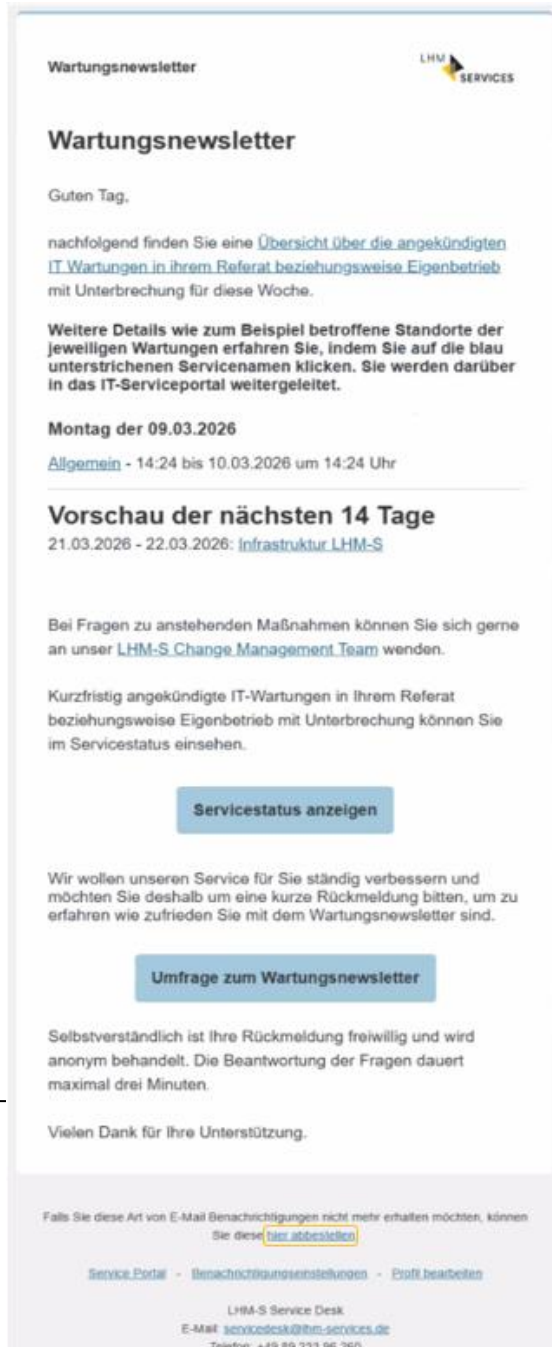 Wartungsnewsletter
LHM
SERVICES
Wartungsnewsletter
Guten Tag,
nachfolgend finden Sie eine Übersicht über die angekündigten
IT Wartungen in ihrem Referat beziehungsweise Eigenbetrieb
mit Unterbrechung für diese Woche.
Weitere Details wie zum Beispiel betroffene Standorte der
jeweiligen Wartungen erfahren Sie, indem Sie auf die blau
unterstrichenen Servicenamen klicken. Sie werden darüber
in das IT-Serviceportal weitergeleitet.
Montag der 09.03.2026
Allgemein - 14:24 bis 10.03.2026 um 14:24 Uhr
Vorschau der nächsten 14 Tage
21.03.2026 - 22.03.2026: Infrastruktur LHM-S
Bei Fragen zu anstehenden Maßnahmen können Sie sich gerne
an unser LHM-S Change Management Team wenden.
Kurzfristig angekündigte IT-Wartungen in Ihrem Referat
beziehungsweise Eigenbetrieb mit Unterbrechung können Sie
im Servicestatus einsehen.
Servicestatus anzeigen
Wir wollen unseren Service für Sie ständig verbessern und
möchten Sie deshalb um eine kurze Rückmeldung bitten, um zu
erfahren wie zufrieden Sie mit dem Wartungsnewsletter sind.
Umfrage zum Wartungsnewsletter
Selbstverständlich ist Ihre Rückmeldung freiwillig und wird
anonym behandelt. Die Beantwortung der Fragen dauert
maximal drei Minuten.
Vielen Dank für Ihre Unterstützung.
Falls Sie diese Art von E-Mail Benachrichtigungen nicht mehr erhalten möchten, können
Sie diese hier abbestellen
Service Portal - Benachrichtigungseinstellungen - Profil bearbeiten
LHM-S Service Desk
E-Mail: servicedesk@lhm-services.de
Telefon: +49 89 233 96 260